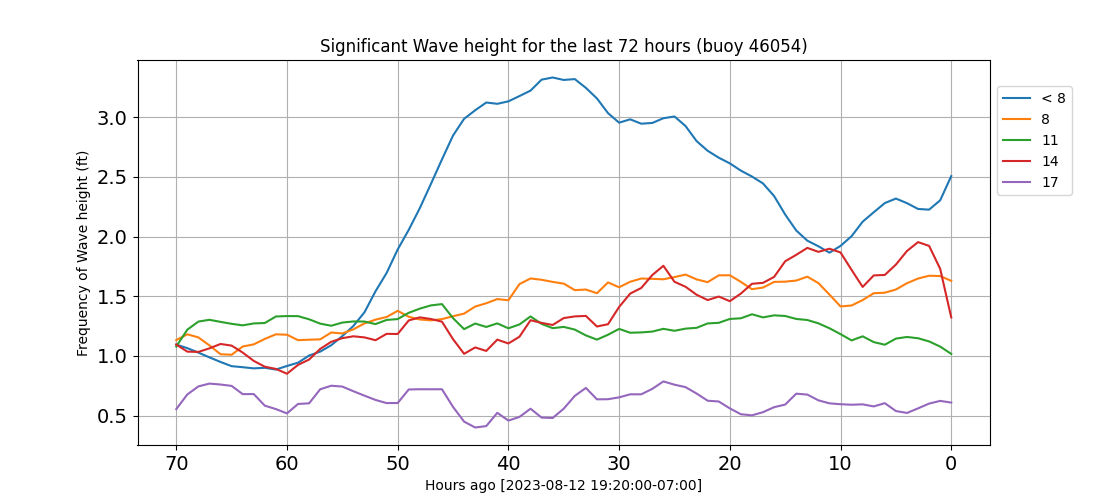 Significant Wave height for the last 72 hours (buoy 46054)
Frequency of Wave height (ft)
3.0
2.5
2.0
1.5
1.0
0.5
70 60 50 40 30 20 10 0
Hours ago [2023-08-12 19:20:00-07:00]
< 8
8
11
14
17